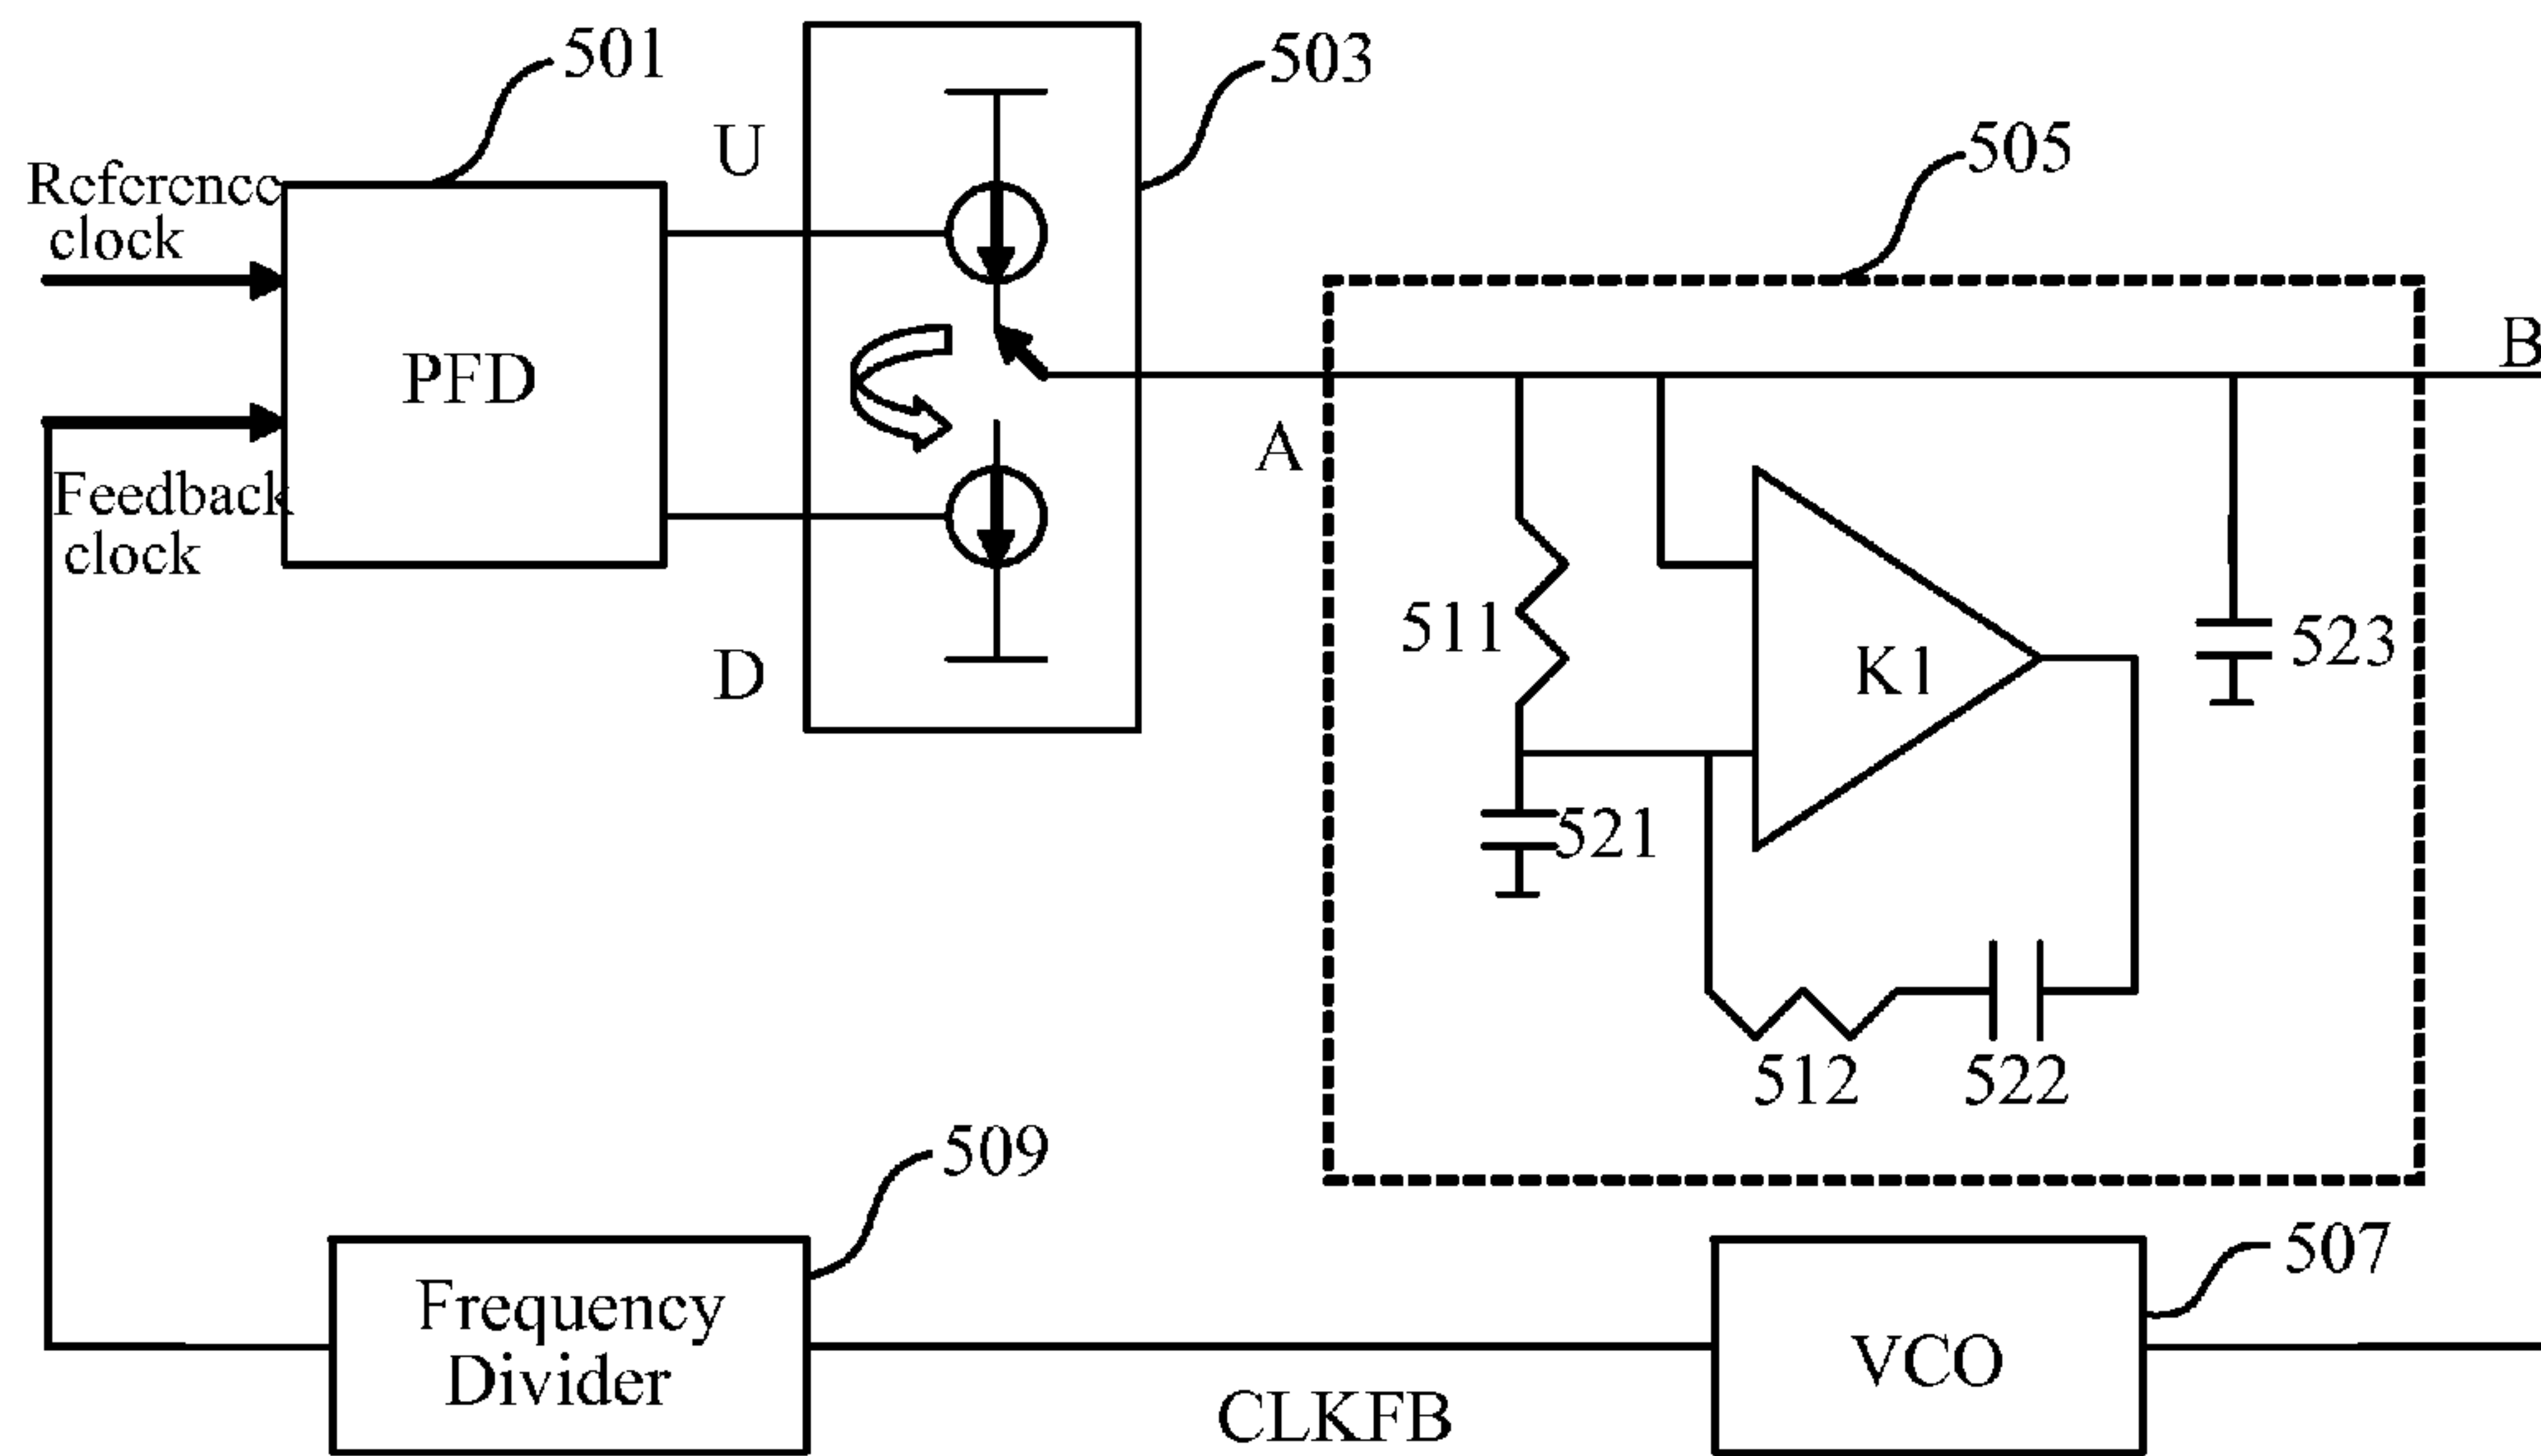 501
503
505
U
Reference
clock
PFD
B
A
Feedback
clock
511
K1
523
D
521
512
522
509
507
Frequency
Divider
VCO
CLKFB